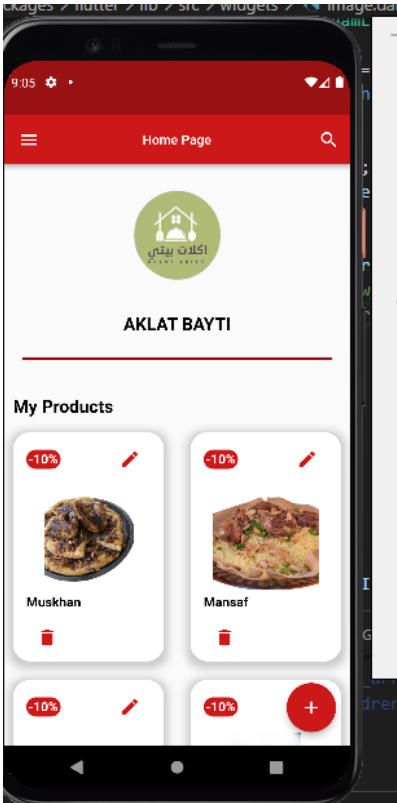 9:05
Home Page
اكلات بيتي
AKLAT BAYTI
My Products
-10%
-10%
Muskhan
Mansaf
-10%
-10%
+